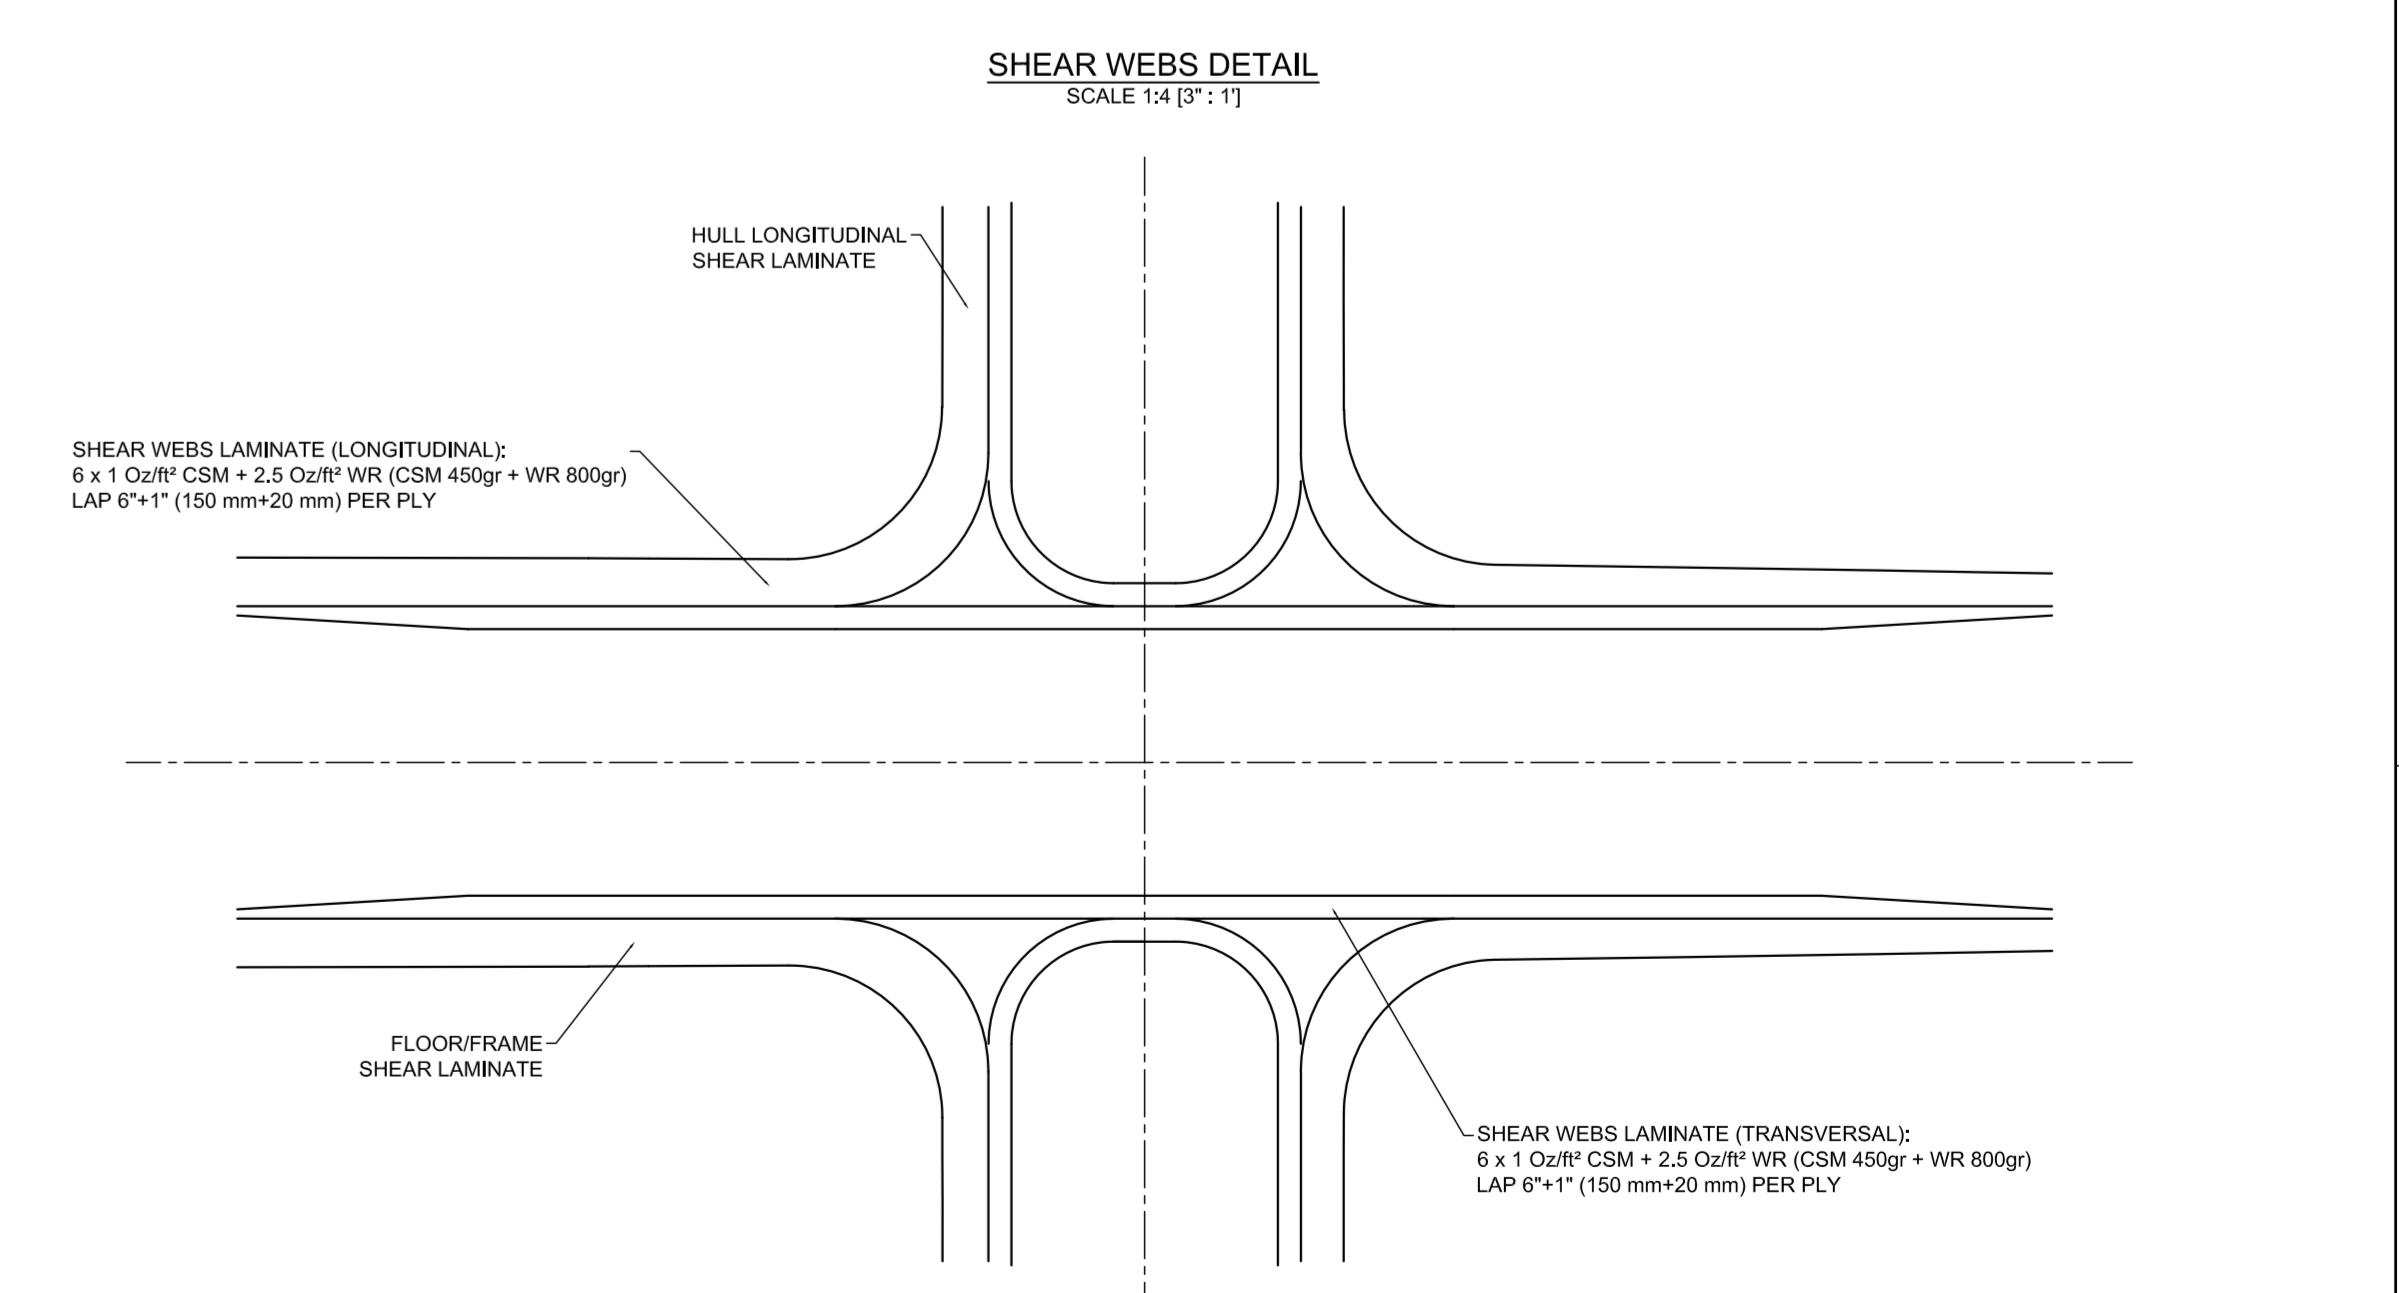 SHEAR WEBS DETAIL
SCALE 1:4 [3" : 1']
HULL LONGITUDINAL
SHEAR LAMINATE
SHEAR WEBS LAMINATE (LONGITUDINAL):
6 x 1 Oz/ft² CSM + 2.5 Oz/ft² WR (CSM 450gr + WR 800gr)
LAP 6"+1" (150 mm+20 mm) PER PLY
FLOOR/FRAME
SHEAR LAMINATE
SHEAR WEBS LAMINATE (TRANSVERSAL):
6 x 1 Oz/ft² CSM + 2.5 Oz/ft² WR (CSM 450gr + WR 800gr)
LAP 6"+1" (150 mm+20 mm) PER PLY